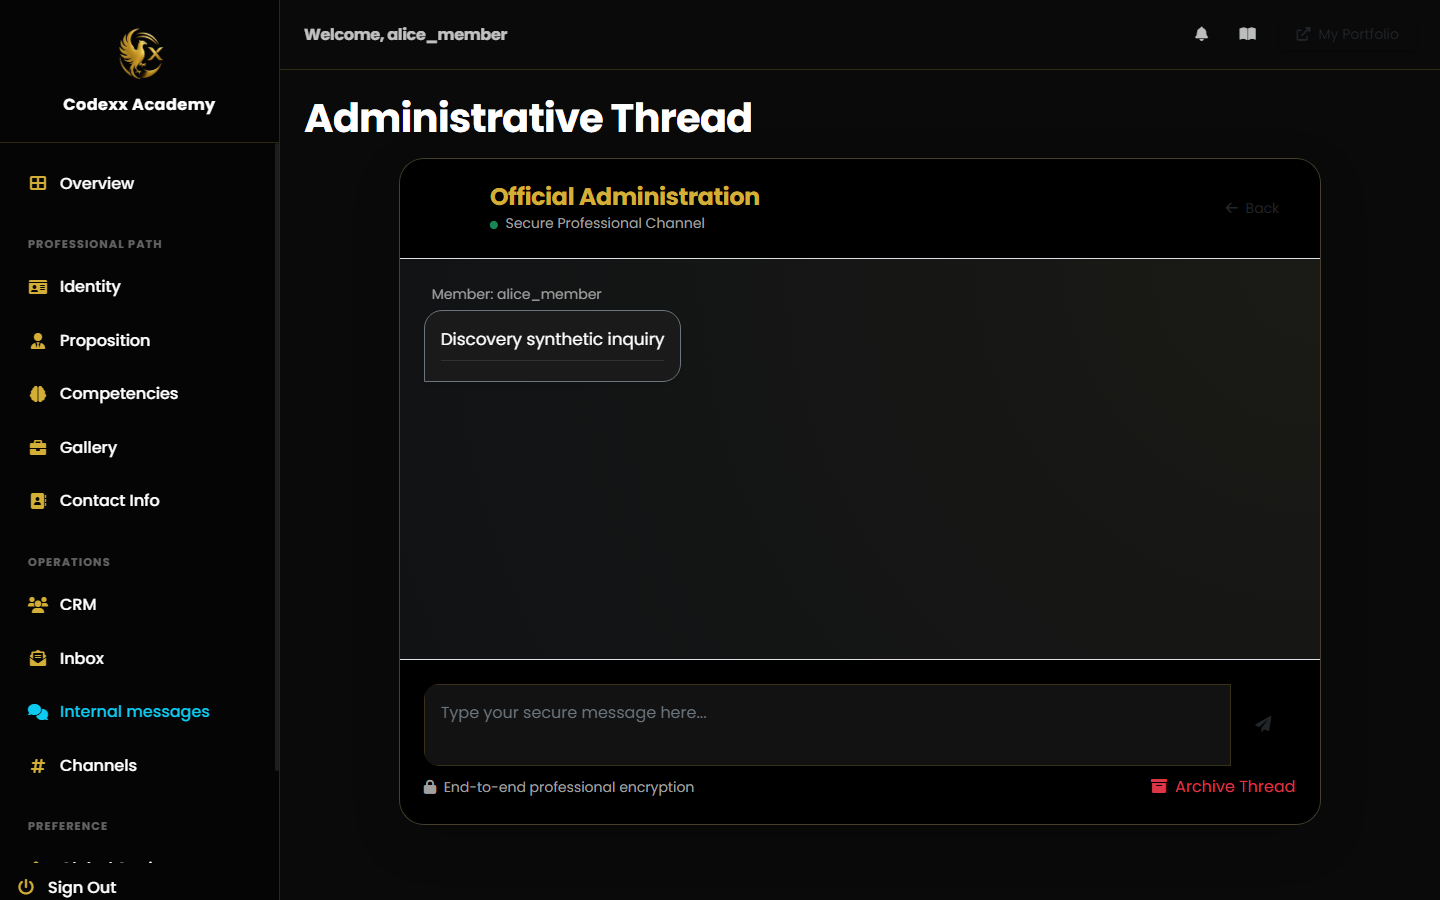 Codexx Academy
Overview
PROFESSIONAL PATH
Identity
Proposition
Competencies
Gallery
Contact Info
OPERATIONS
CRM
Inbox
Internal messages
Channels
PREFERENCE
Sign Out
Welcome, alice_member
My Portfolio
Administrative Thread
Official Administration
Secure Professional Channel
Back
Member: alice_member
Discovery synthetic inquiry
Type your secure message here...
End-to-end professional encryption
Archive Thread